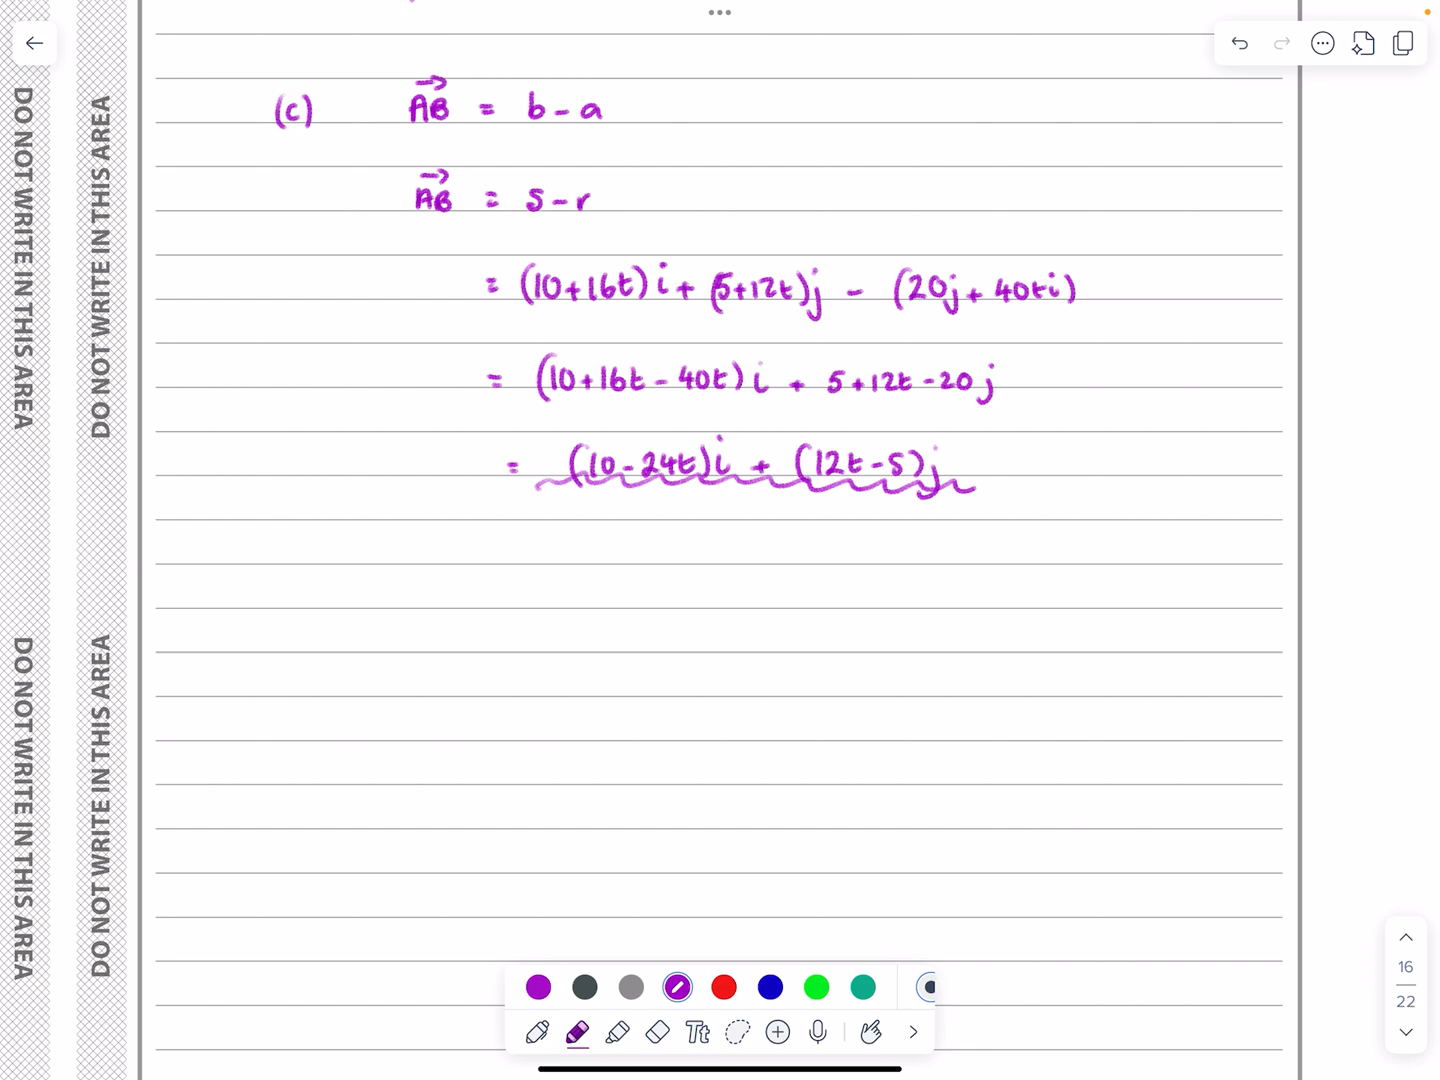 (c) AB = b - a
AB = s - r
= (10+16t)i + (5+12t)j - (20j + 40ti)
= (10+16t - 40t)i + 5+12t - 20j
= (10-24t)i + (12t-5)j
DO NOT WRITE IN THIS AREA
DO NOT WRITE IN THIS AREA
DO NOT WRITE IN THIS AREA
DO NOT WRITE IN THIS AREA
Tt
16
22